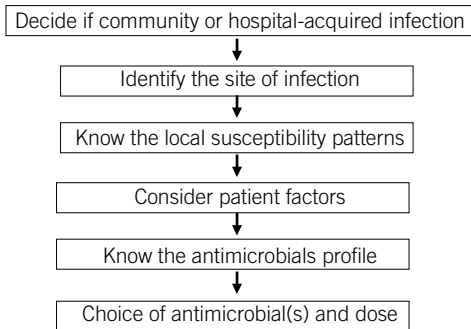 Decide if community or hospital-acquired infection
Identify the site of infection
Know the local susceptibility patterns
Consider patient factors
Know the antimicrobials profile
Choice of antimicrobial(s) and dose